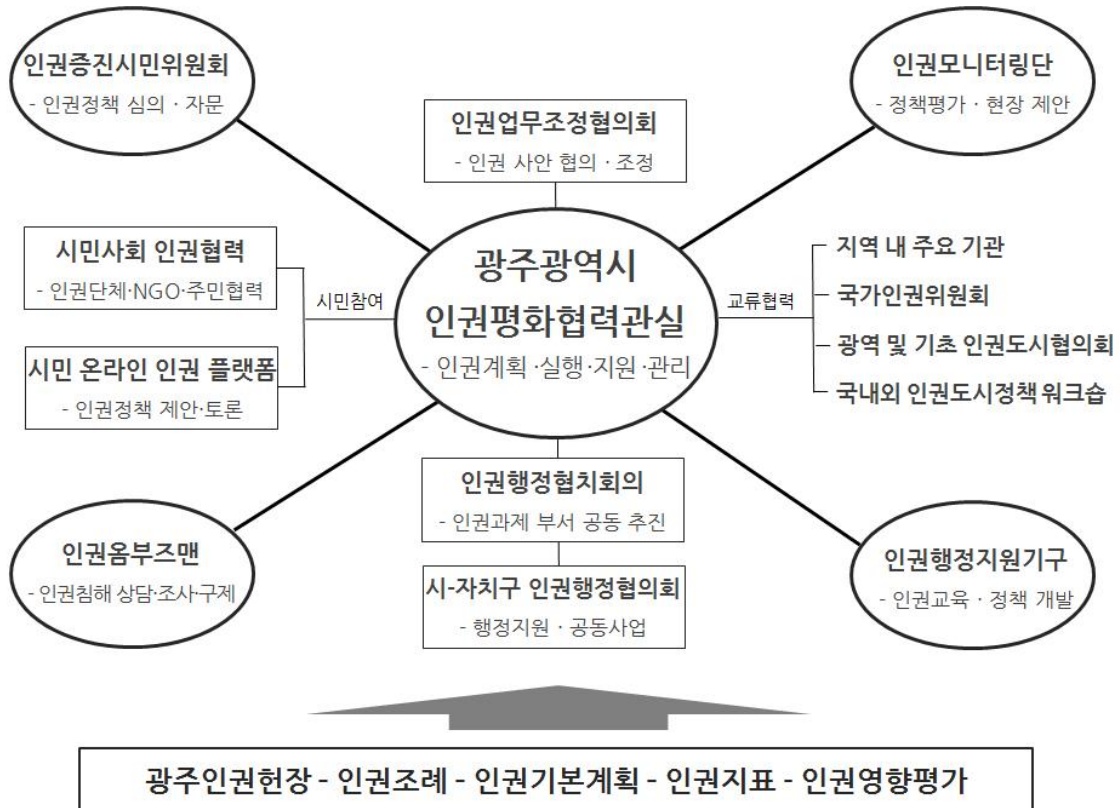 인권증진시민위원회
- 인권정책 심의 · 자문
인권모니터링단
- 정책평가 · 현장 제안
인권업무조정협의회
- 인권 사안 협의 · 조정
시민사회 인권협력
- 인권단체·NGO·주민협력
시민 온라인 인권 플랫폼
- 인권정책 제안·토론
시민참여
광주광역시
인권평화협력관실
- 인권계획 ·실행·지원 ·관리
교류협력
지역 내 주요 기관
국가인권위원회
광역 및 기초 인권도시협의회
국내외 인권도시정책 워크숍
인권행정협치회의
- 인권과제 부서 공동 추진
시-자치구 인권행정협의회
- 행정지원 · 공동사업
인권옴부즈맨
- 인권침해 상담·조사·구제
인권행정지원기구
- 인권교육 · 정책 개발
광주인권헌장 - 인권조례 - 인권기본계획 - 인권지표 - 인권영향평가